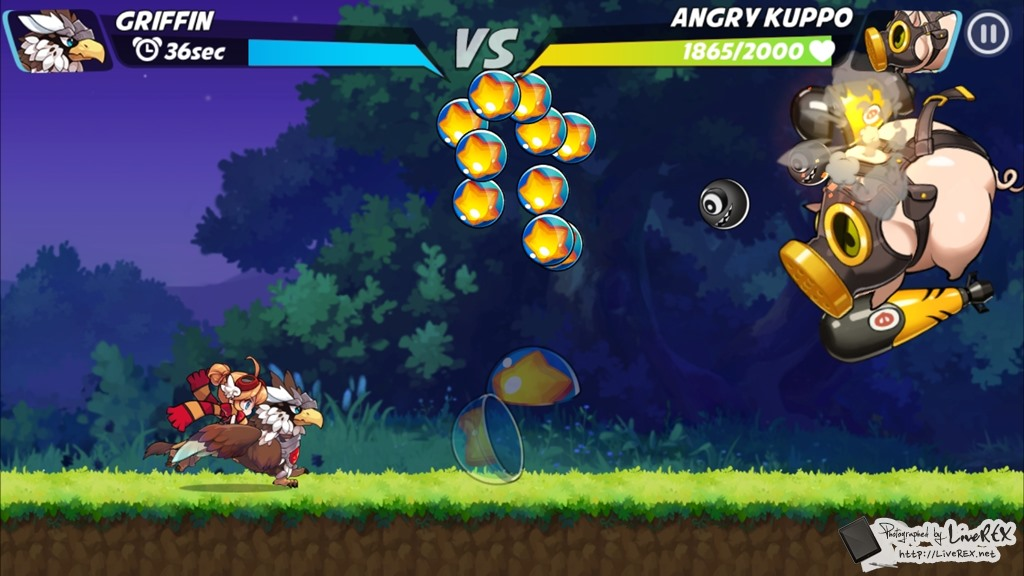 GRIFFIN
36sec
VS
ANGRY KUPPO
1865/2000
Photographed by LiveREX
http://LiveREX.net